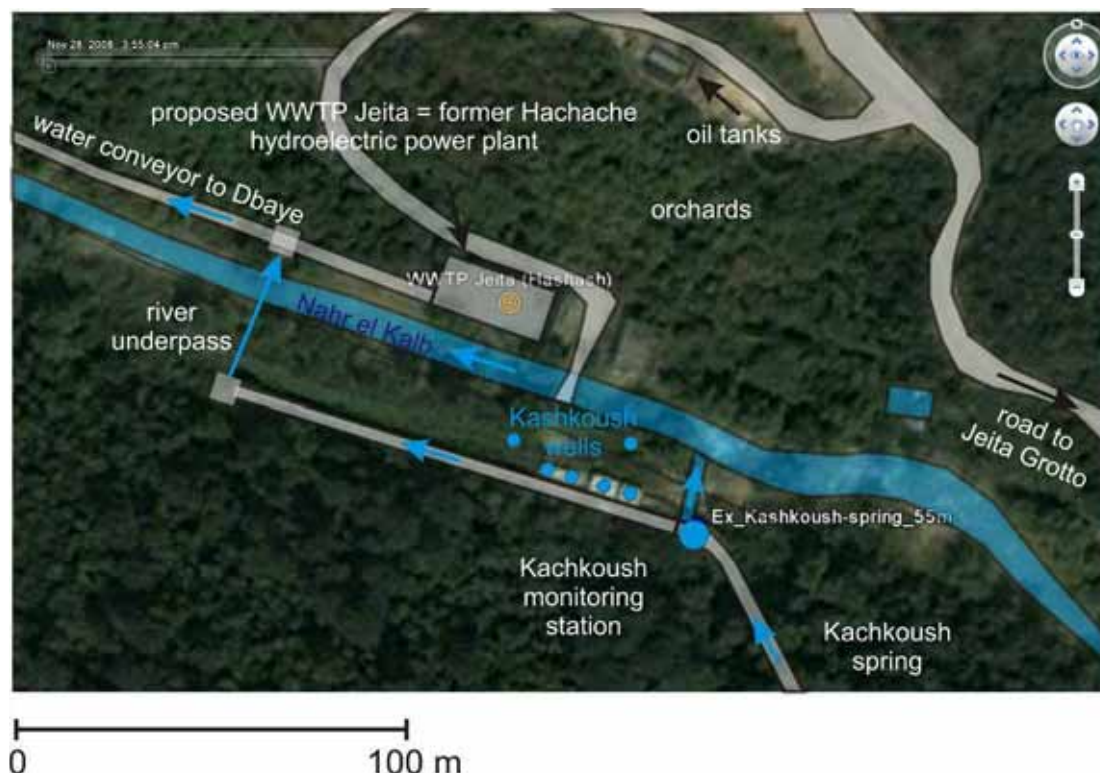 Nov 28, 2008, 3:55:04 pm
proposed WWTP Jeita = former Hachache
hydroelectric power plant
oil tanks
water conveyor to Dbaye
orchards
WWTP Jeita (Hashach)
river
underpass
Nahr el Kalb
Kashkoush
wells
road to
Jeita Grotto
Ex_Kashkoush-spring_55m
Kachkoush
monitoring
station
Kachkoush
spring
0
100 m